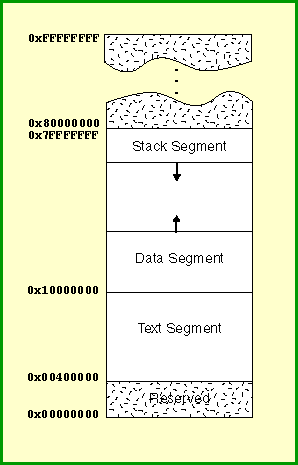 0xFFFFFFFF
0x80000000
0x7FFFFFFF
Stack Segment
Data Segment
0x10000000
Text Segment
0x00400000
Reserved
0x00000000